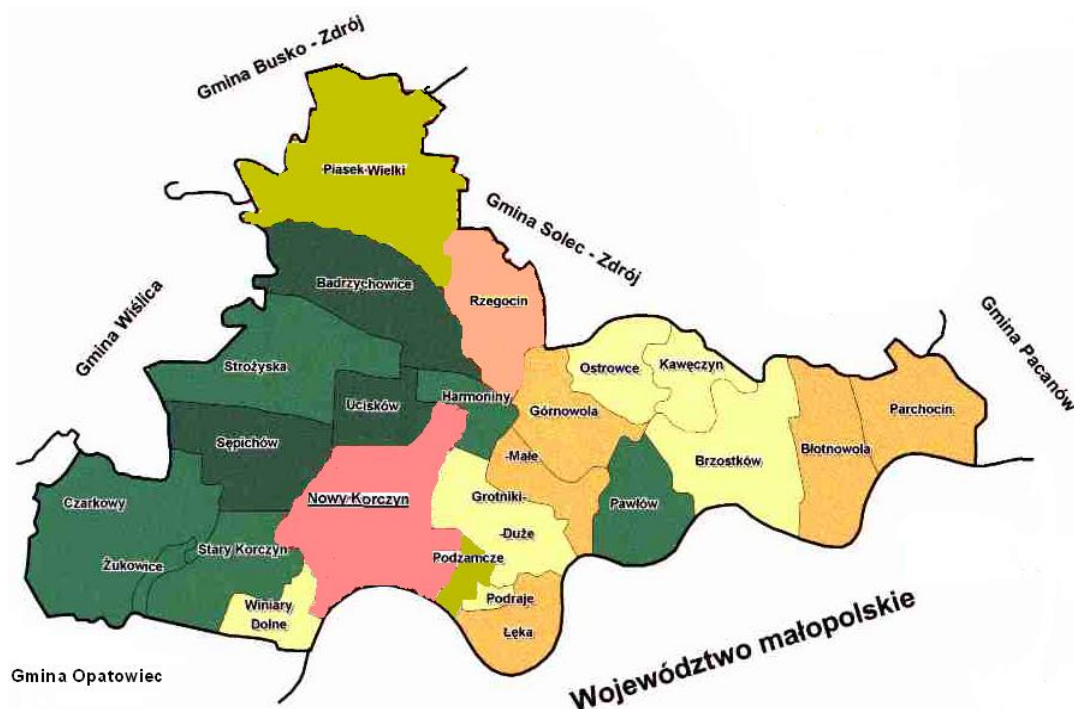 Gmina Busko - Zdrój
Piasek Wielki
Gmina Solec - Zdrój
Badrzychowice
Rzegocin
Gmina Wiślica
Gmina Pacanów
Strożyska
Ostrowce
Kawęczyn
Ucisków
Harmoniny
Górnowola
Parchocin
Sępichów
Błotnowola
-Małe
Brzostków
Czarkowy
Nowy Korczyn
Grotniki-
Pawłów
-Duże
Stary Korczyn
Żukowice
Podzamcze
Winiary
Dolne
Podraje
Łęka
Województwo małopolskie
Gmina Opatowiec